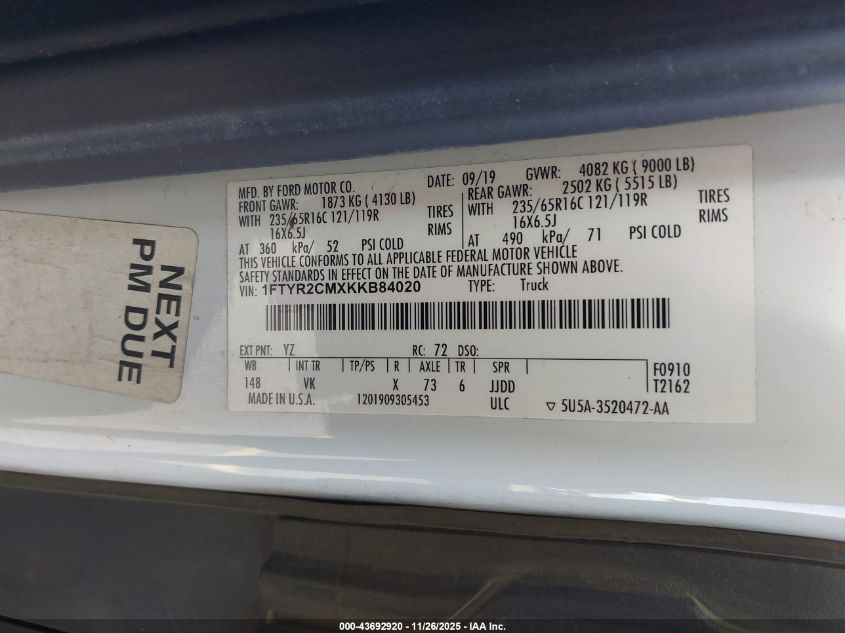 MFD. BY FORD MOTOR CO. DATE: 09/19 GVWR: 4082 KG ( 9000 LB)
FRONT GAWR: 1873 KG ( 4130 LB) REAR GAWR: 2502 KG ( 5515 LB)
WITH 235/65R16C 121/119R TIRES WITH 235/65R16C 121/119R TIRES
16X6.5J RIMS 16X6.5J RIMS
AT 360 kPa/ 52 PSI COLD AT 490 kPa/ 71 PSI COLD
THIS VEHICLE CONFORMS TO ALL APPLICABLE FEDERAL MOTOR VEHICLE
SAFETY STANDARDS IN EFFECT ON THE DATE OF MANUFACTURE SHOWN ABOVE.
VIN: 1FTYR2CMXKKB84020 TYPE: Truck
EXT PNT: YZ RC: 72 DSO:
WB INT TR TP/PS R AXLE TR SPR F0910
148 VK X 73 6 JJDD T2162
MADE IN U.S.A. 1201909305453 ULC ▽ 5U5A-3520472-AA
NEXT
PM DUE
000-43692920 - 11/26/2025 - IAA Inc.